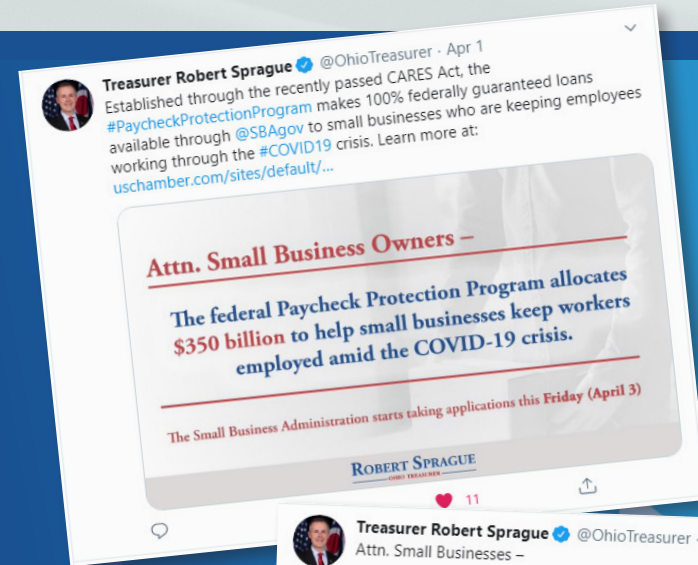 Treasurer Robert Sprague @OhioTreasurer · Apr 1
Established through the recently passed CARES Act, the
#PaycheckProtectionProgram makes 100% federally guaranteed loans
available through @SBAgov to small businesses who are keeping employees
working through the #COVID19 crisis. Learn more at:
uschamber.com/sites/default/...
Attn. Small Business Owners –
The federal Paycheck Protection Program allocates
$350 billion to help small businesses keep workers
employed amid the COVID-19 crisis.
The Small Business Administration starts taking applications this Friday (April 3)
ROBERT SPRAGUE
OHIO TREASURER
11
Treasurer Robert Sprague @OhioTreasurer ·
Attn. Small Businesses –